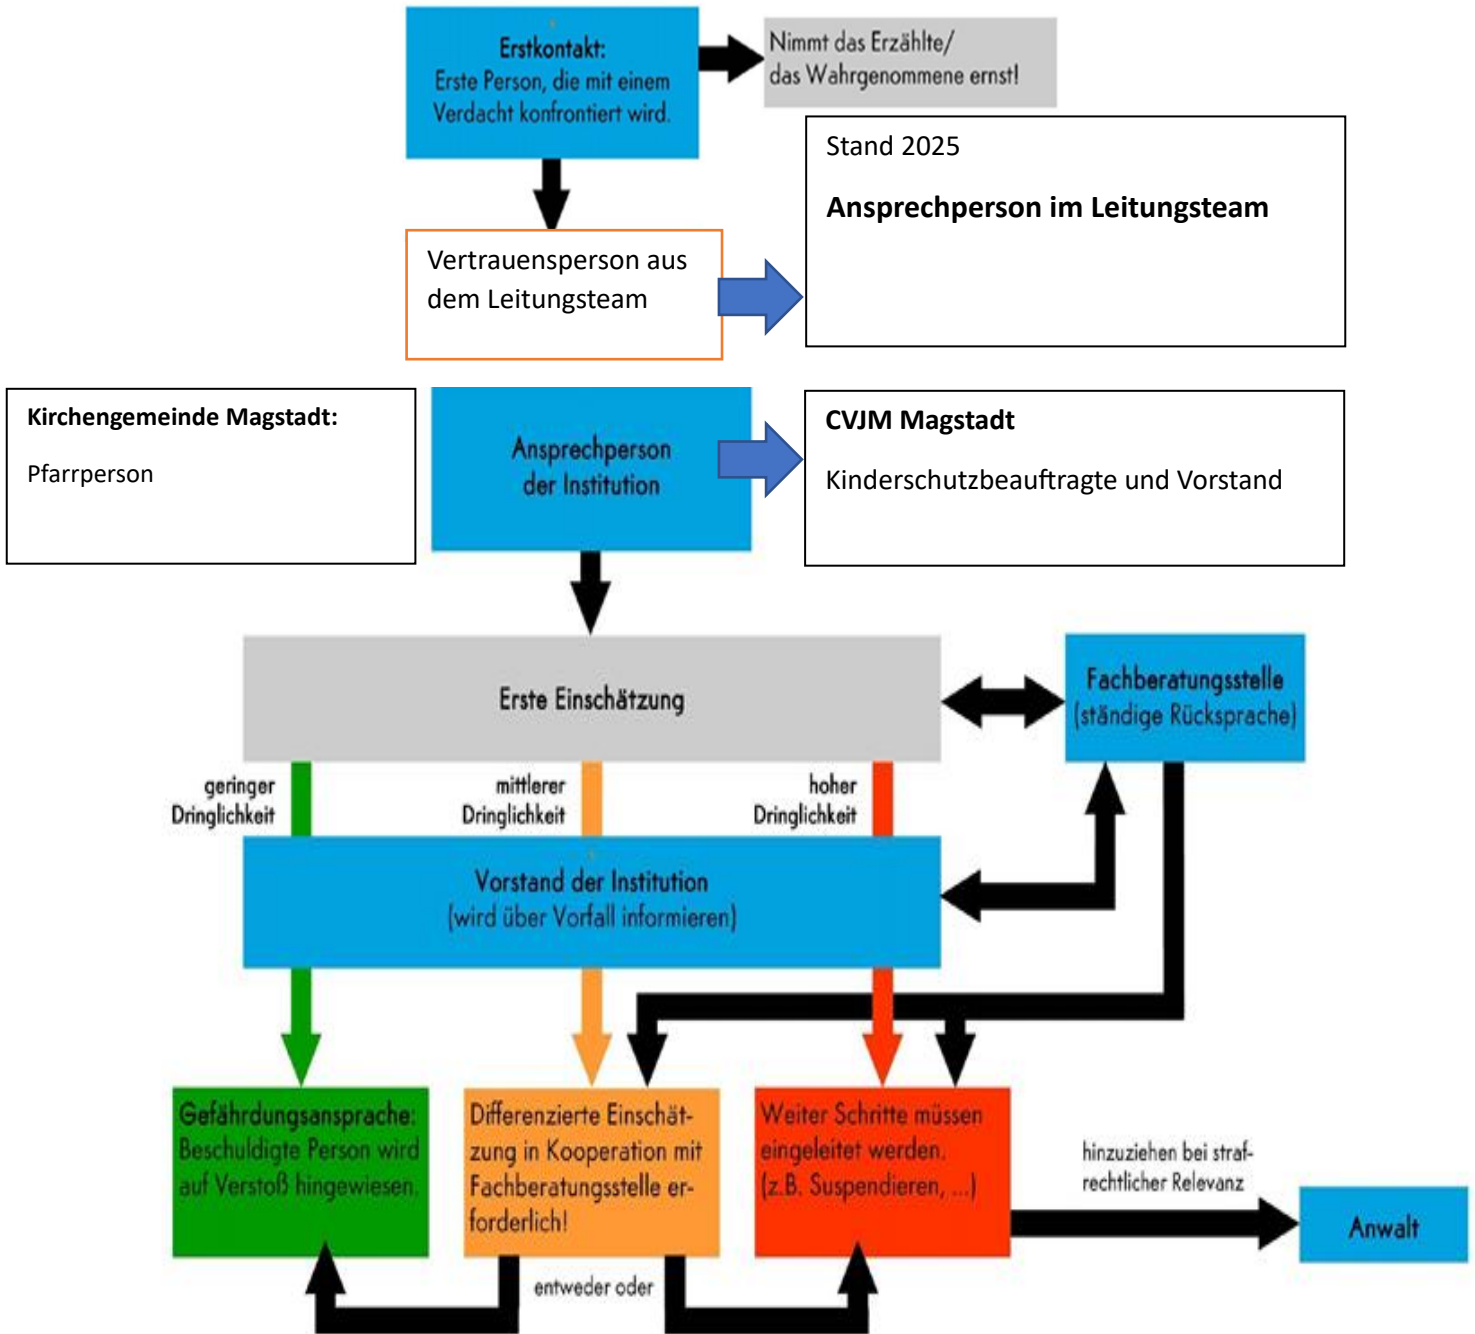 Erstkontakt:
Erste Person, die mit einem
Verdacht konfrontiert wird.
Nimmt das Erzählte/
das Wahrgenommene ernst!
Stand 2025
Ansprechperson im Leitungsteam
Vertrauensperson aus
dem Leitungsteam
Kirchengemeinde Magstadt:
Pfarrperson
Ansprechperson
der Institution
CVJM Magstadt
Kinderschutzbeauftragte und Vorstand
Erste Einschätzung
Fachberatungsstelle
(ständige Rücksprache)
geringer
Dringlichkeit
mittlerer
Dringlichkeit
hoher
Dringlichkeit
Vorstand der Institution
(wird über Vorfall informieren)
Gefährdungsansprache:
Beschuldigte Person wird
auf Verstoß hingewiesen.
Differenzierte Einschät-
zung in Kooperation mit
Fachberatungsstelle er-
forderlich!
Weiter Schritte müssen
eingeleitet werden.
(z.B. Suspendieren, ...)
hinzuziehen bei straf-
rechtlicher Relevanz
Anwalt
entweder oder